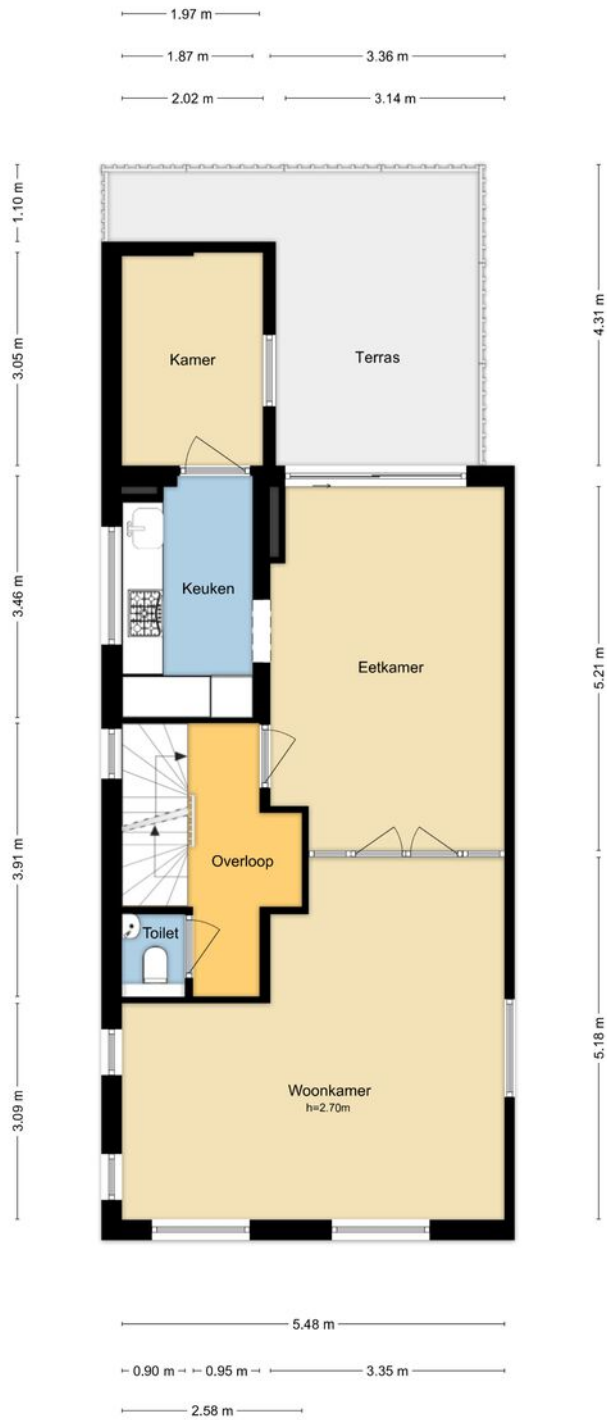 1.97 m
1.87 m
3.36 m
2.02 m
3.14 m
1.10 m
4.31 m
3.05 m
Kamer
Terras
3.46 m
Keuken
5.21 m
Eetkamer
3.91 m
Overloop
Toilet
5.18 m
3.09 m
Woonkamer
h=2.70m
5.48 m
0.90 m
0.95 m
3.35 m
2.58 m